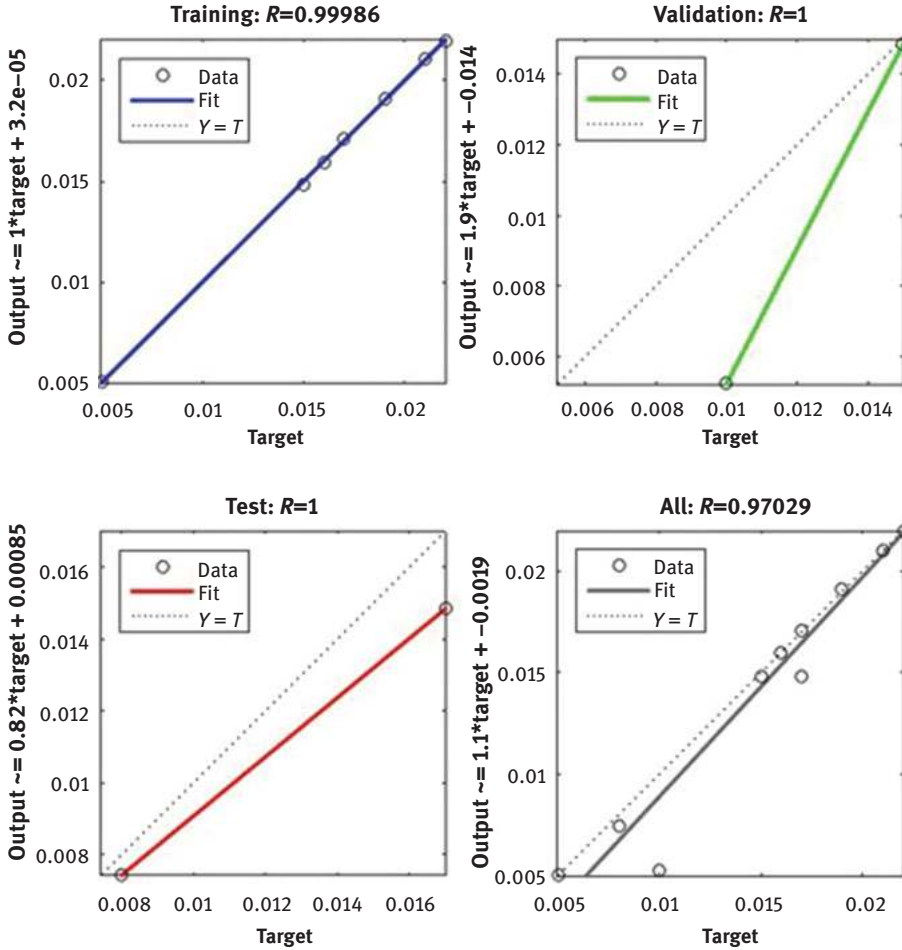 Training: R=0.99986
Output ~= 1*target + 3.2e−05
Data
Fit
Y = T
0.02
0.015
0.01
0.005
0.005 0.01 0.015 0.02
Target
Validation: R=1
Output ~= 1.9*target + −0.014
Data
Fit
Y = T
0.014
0.012
0.01
0.008
0.006
0.006 0.008 0.01 0.012 0.014
Target
Test: R=1
Output ~= 0.82*target + 0.00085
Data
Fit
Y = T
0.016
0.014
0.012
0.01
0.008
0.008 0.01 0.012 0.014 0.016
Target
All: R=0.97029
Output ~= 1.1*target + −0.0019
Data
Fit
Y = T
0.02
0.015
0.01
0.005
0.005 0.01 0.015 0.02
Target